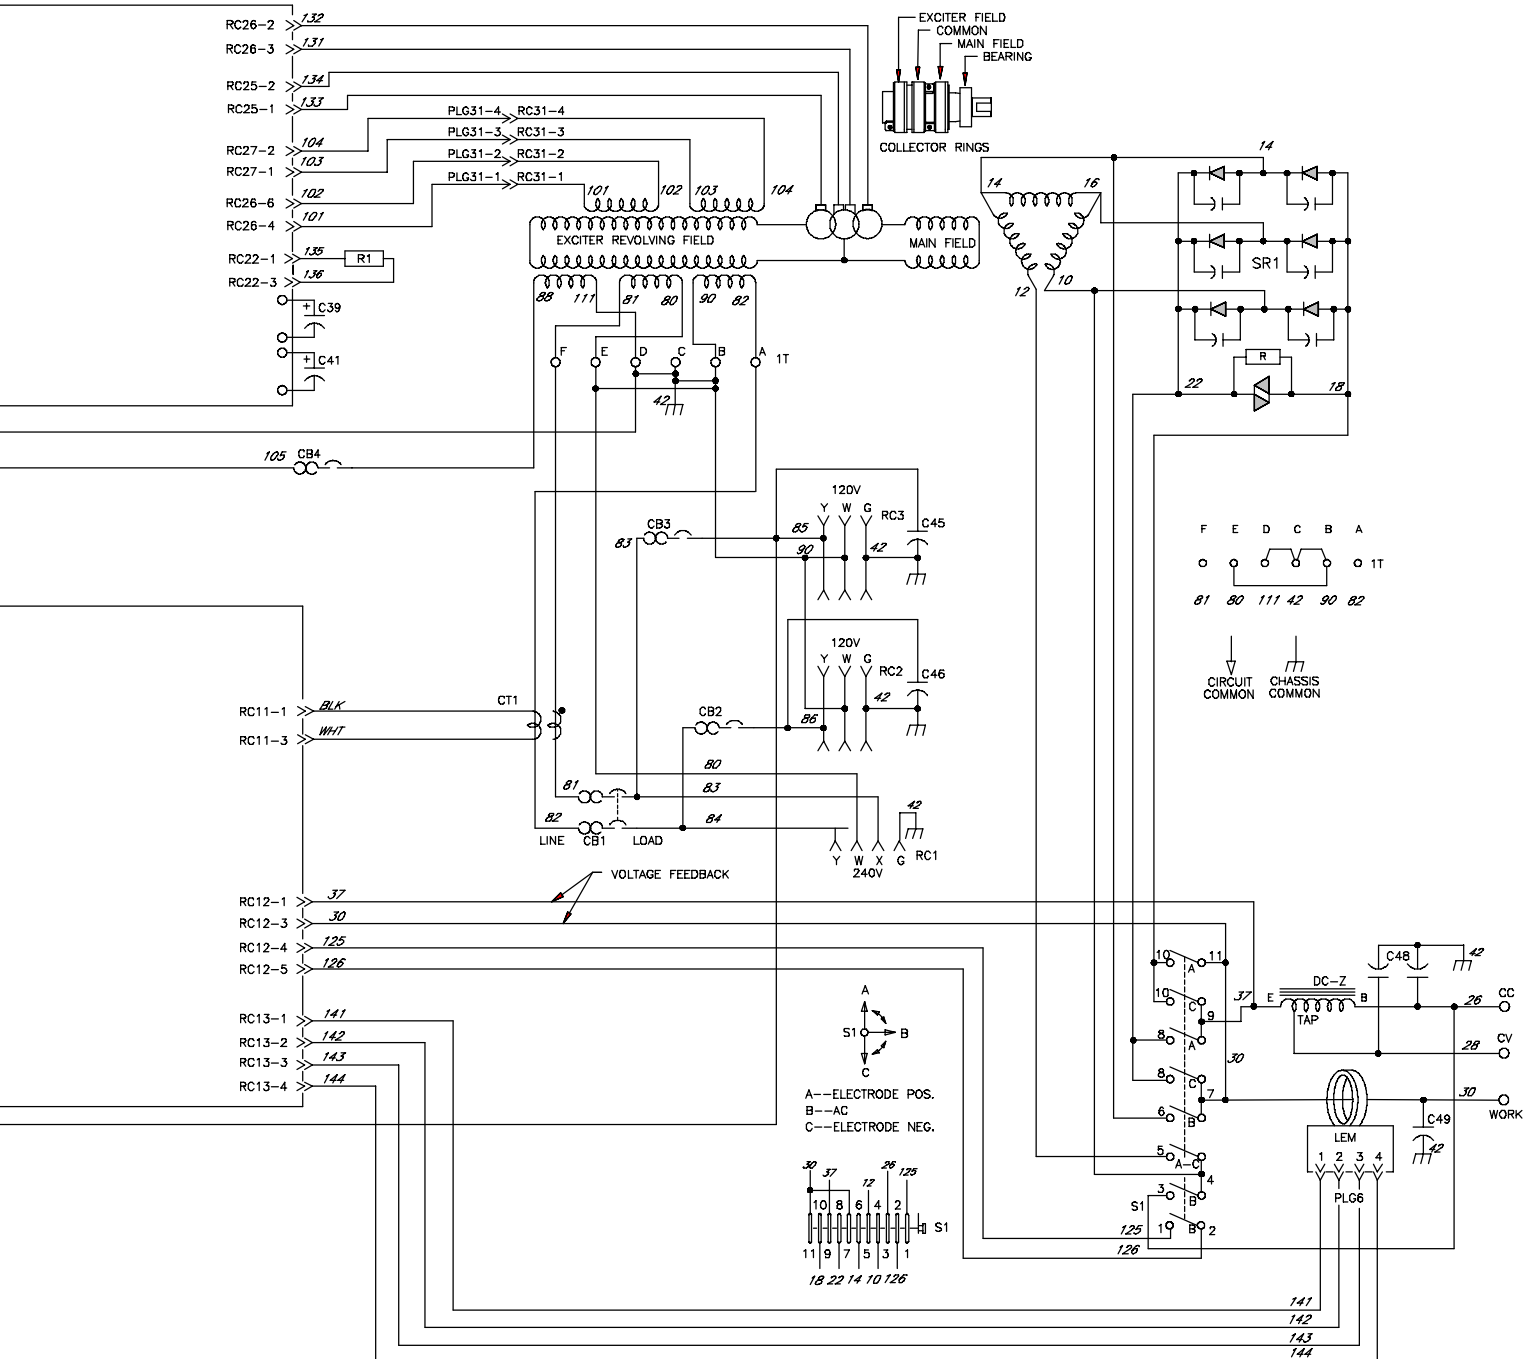 RC26-2 132
RC26-3 131
RC25-2 134
RC25-1 133
PLG31-4 RC31-4
RC27-2 104
PLG31-3 RC31-3
RC27-1 103
PLG31-2 RC31-2
RC26-6 102
PLG31-1 RC31-1
RC26-4 101
RC22-1 135
R1
RC22-3 136
+ C39
+ C41
EXCITER FIELD
COMMON
MAIN FIELD
BEARING
COLLECTOR RINGS
101 102 103 104
EXCITER REVOLVING FIELD
MAIN FIELD
88 111 81 80 90 82
F E D C B A 1T
42
14
14 16
12 10
SR1
R
22 18
105 CB4
120V
Y W G RC3
C45
CB3
83
85
90
42
120V
Y W G RC2
C46
CB2
86
42
F E D C B A
1T
81 80 111 42 90 82
CIRCUIT
COMMON
CHASSIS
COMMON
RC11-1 BLK
RC11-3 WHT
CT1
80
81 83
82 84
LINE CB1 LOAD
42
Y W X G RC1
240V
VOLTAGE FEEDBACK
RC12-1 37
RC12-3 30
RC12-4 125
RC12-5 126
RC13-1 141
RC13-2 142
RC13-3 143
RC13-4 144
A
S1 B
C
A--ELECTRODE POS.
B--AC
C--ELECTRODE NEG.
30 37 12 26 125
10 8 6 4 2
S1
11 9 7 5 3 1
18 22 14 10 126
10 A 11
10 C
9
8 A
8 C
7
6 B
5 A-C
4
S1 3 B
1 B 2
125
126
37
30
E DC-Z B
TAP
C48
42
26 CC
28 CV
30
WORK
C49
42
LEM
1 2 3 4
PLG6
141
142
143
144